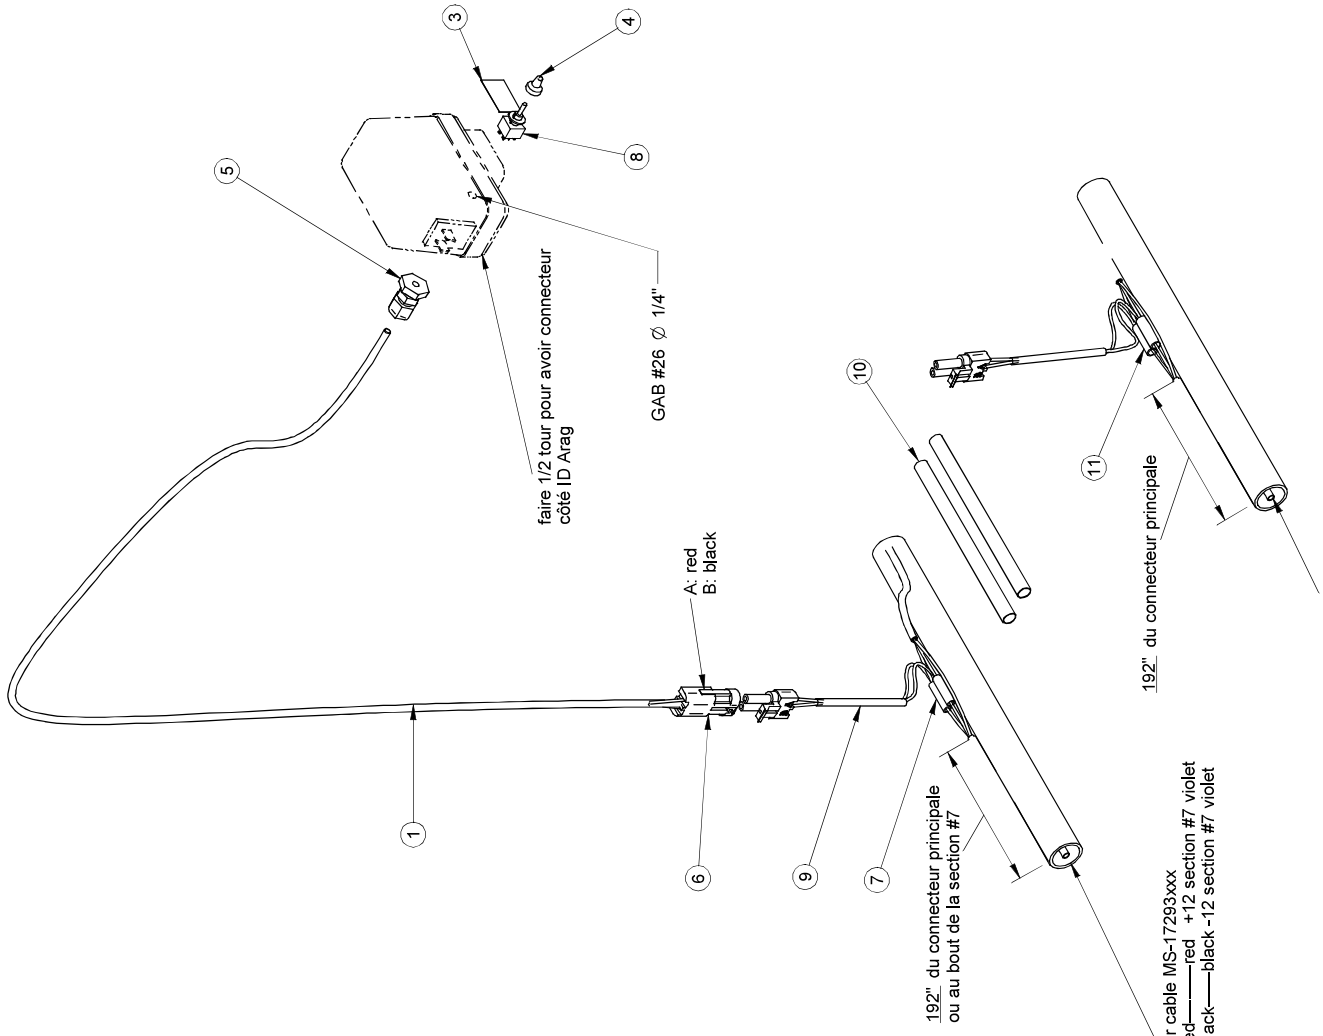 3
4
5
8
faire 1/2 tour pour avoir connecteur
côté ID Arag
GAB #26 Ø 1/4"
10
11
192" du connecteur principale
A: red
B: black
1
6
9
7
192" du connecteur principale
ou au bout de la section #7
cable MS-17293xxx
red +12 section #7 violet
black -12 section #7 violet